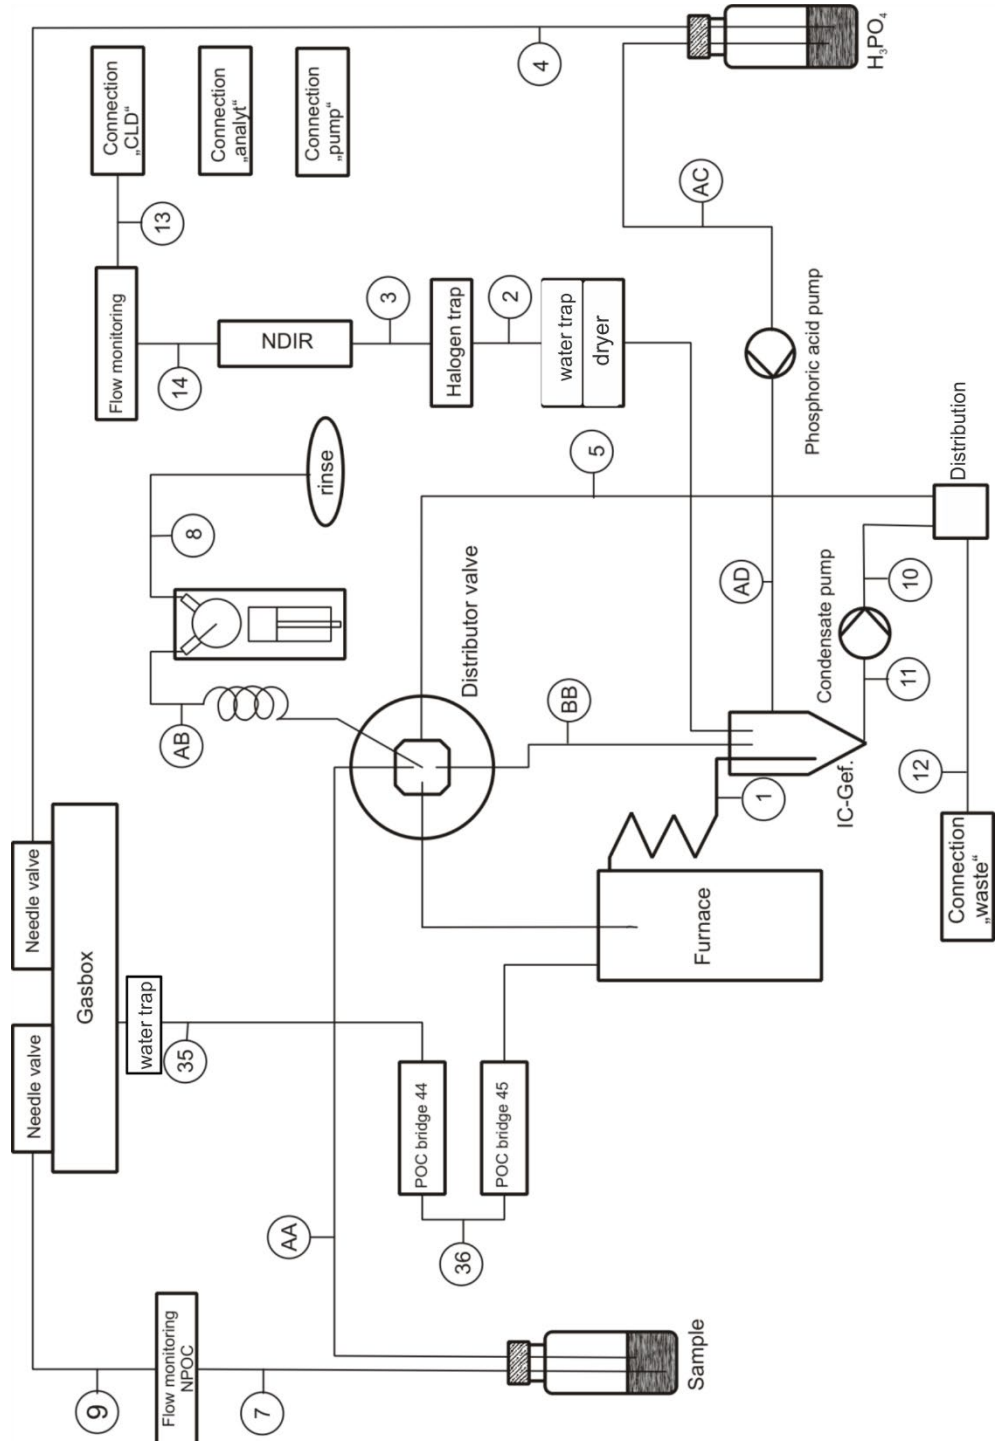 4
H₃PO₄
Connection
„CLD“
Connection
„analyt“
Connection
„pump“
13
AC
Flow monitoring
14
NDIR
3
Halogen trap
2
water trap
dryer
Phosphoric acid pump
8
rinse
5
Distribution
AB
Distributor valve
BB
AD
Condensate pump
10
11
Needle valve
Gasbox
Needle valve
water trap
35
1
IC-Gef.
12
Connection
„waste“
Furnace
POC bridge 44
POC bridge 45
36
AA
9
Flow monitoring
NPOC
7
Sample